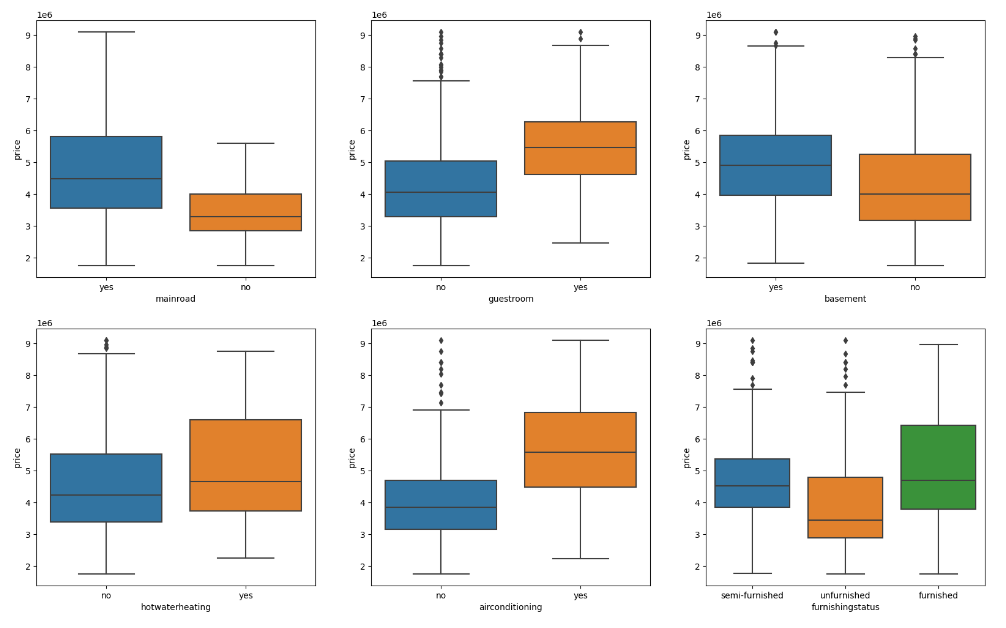 1e6
9
8
7
6
5
4
3
2
price
yes no
mainroad
1e6
9
8
7
6
5
4
3
2
price
no yes
guestroom
1e6
9
8
7
6
5
4
3
2
price
yes no
basement
1e6
9
8
7
6
5
4
3
2
price
no yes
hotwaterheating
1e6
9
8
7
6
5
4
3
2
price
no yes
airconditioning
1e6
9
8
7
6
5
4
3
2
price
semi-furnished unfurnished furnished
furnishingstatus